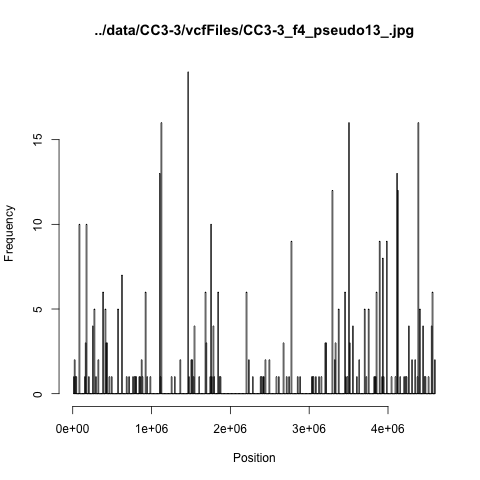 ../data/CC3-3/vcfFiles/CC3-3_f4_pseudo13_.jpg
15
10
5
0
Frequency
0e+00 1e+06 2e+06 3e+06 4e+06
Position